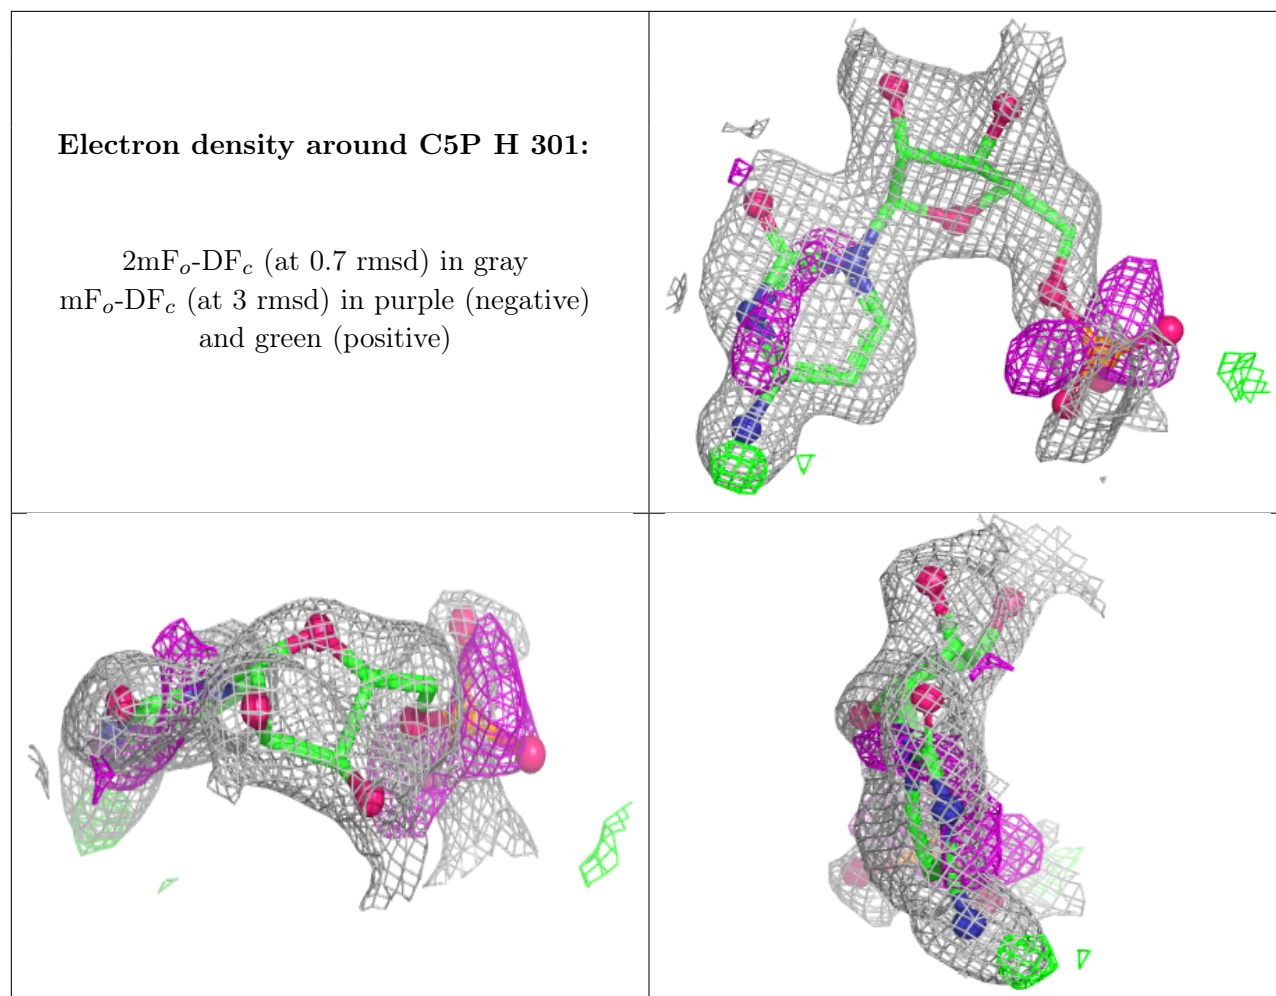 Electron density around C5P H 301:
2mFo-DFc (at 0.7 rmsd) in gray
mFo-DFc (at 3 rmsd) in purple (negative)
and green (positive)